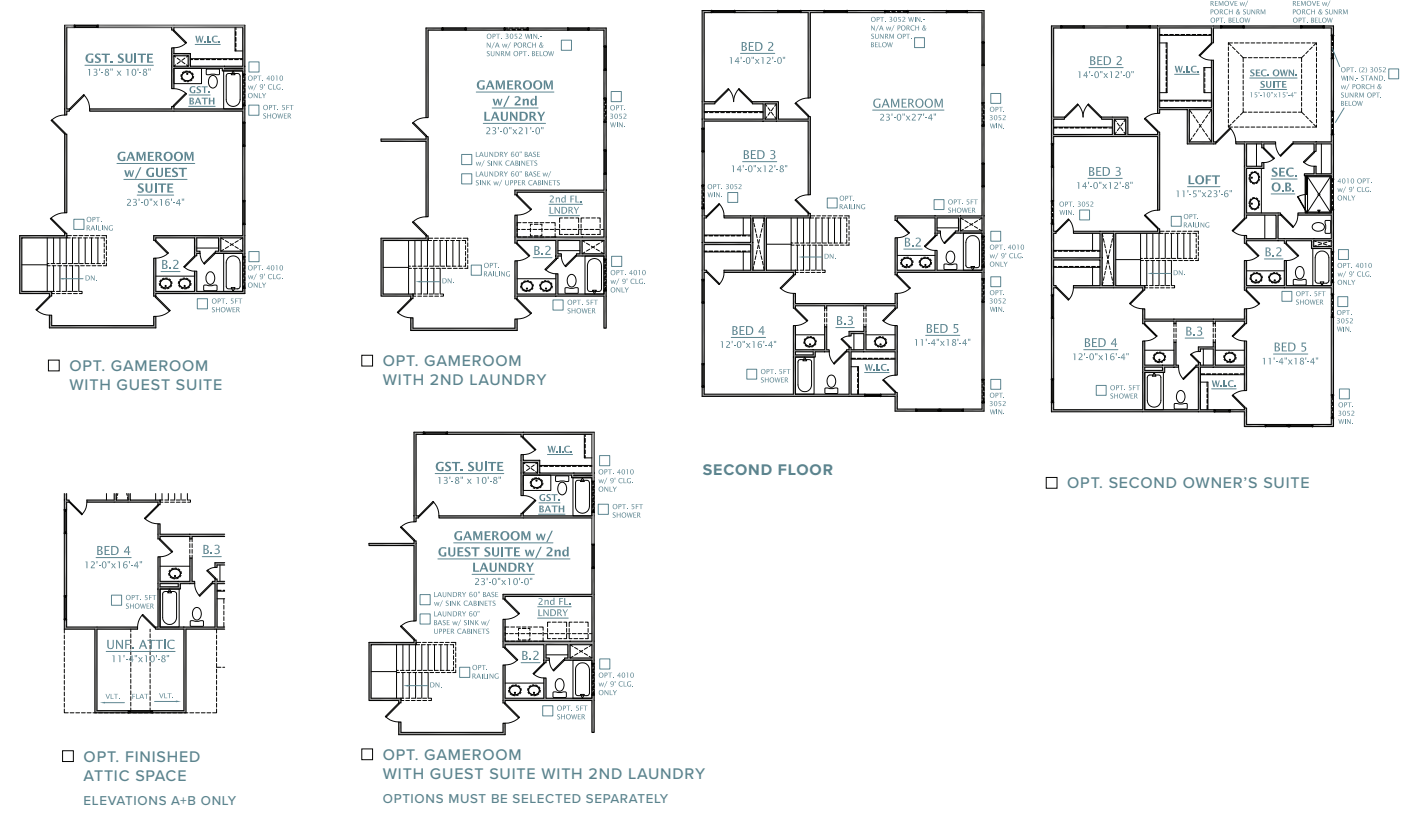 W.I.C.
GST. SUITE
13'-8" x 10'-8"
GST.
BATH
OPT. 4010
w/ 9' CLG.
ONLY
OPT. 5FT
SHOWER
GAMEROOM
w/ GUEST
SUITE
23'-0"x16'-4"
OPT.
RAILING
B.2
DN.
OPT. 4010
w/ 9' CLG.
ONLY
OPT. 5FT
SHOWER
OPT. GAMEROOM
WITH GUEST SUITE
OPT. 3052 WIN.-
N/A w/ PORCH &
SUNRM OPT. BELOW
GAMEROOM
w/ 2nd
LAUNDRY
23'-0"x21'-0"
OPT.
3052
WIN.
LAUNDRY 60" BASE
w/ SINK CABINETS
LAUNDRY 60" BASE w/
SINK w/ UPPER CABINETS
2nd FL.
LNDRY
B.2
OPT.
RAILING
DN.
OPT. 4010
w/ 9' CLG.
ONLY
OPT. 5FT
SHOWER
OPT. GAMEROOM
WITH 2ND LAUNDRY
BED 2
14'-0"x12'-0"
OPT. 3052 WIN.-
N/A w/ PORCH &
SUNRM OPT.
BELOW
GAMEROOM
23'-0"x27'-4"
OPT.
3052
WIN.
BED 3
14'-0"x12'-8"
OPT. 3052
WIN.
OPT.
RAILING
OPT. 5FT
SHOWER
B.2
DN.
OPT. 4010
w/ 9' CLG.
ONLY
OPT.
3052
WIN.
BED 4
12'-0"x16'-4"
B.3
BED 5
11'-4"x18'-4"
OPT. 5FT
SHOWER
W.I.C.
OPT.
3052
WIN.
SECOND FLOOR
REMOVE w/
PORCH & SUNRM
OPT. BELOW
REMOVE w/
PORCH & SUNRM
OPT. BELOW
BED 2
14'-0"x12'-0"
W.I.C.
SEC. OWN.
SUITE
15'-10"x15'-4"
OPT. (2) 3052
WIN.- STAND.
w/ PORCH &
SUNRM OPT.
BELOW
BED 3
14'-0"x12'-8"
OPT. 3052
WIN.
LOFT
11'-5"x23'-6"
SEC.
O.B.
4010 OPT.
w/ 9' CLG.
ONLY
OPT.
RAILING
B.2
DN.
OPT. 4010
w/ 9' CLG.
ONLY
OPT. 5FT
SHOWER
OPT.
3052
WIN.
BED 4
12'-0"x16'-4"
B.3
BED 5
11'-4"x18'-4"
OPT. 5FT
SHOWER
W.I.C.
OPT.
3052
WIN.
OPT. SECOND OWNER'S SUITE
BED 4
12'-0"x16'-4"
B.3
OPT. 5FT
SHOWER
UNF. ATTIC
11'-4"x10'-8"
VLT.
FLAT
VLT.
OPT. FINISHED
ATTIC SPACE
ELEVATIONS A+B ONLY
W.I.C.
GST. SUITE
13'-8" x 10'-8"
GST.
BATH
OPT. 4010
w/ 9' CLG.
ONLY
OPT. 5FT
SHOWER
GAMEROOM w/
GUEST SUITE w/ 2nd
LAUNDRY
23'-0"x10'-0"
LAUNDRY 60" BASE
w/ SINK CABINETS
LAUNDRY 60"
BASE w/ SINK w/
UPPER CABINETS
2nd FL.
LNDRY
B.2
OPT.
RAILING
DN.
OPT. 4010
w/ 9' CLG.
ONLY
OPT. 5FT
SHOWER
OPT. GAMEROOM
WITH GUEST SUITE WITH 2ND LAUNDRY
OPTIONS MUST BE SELECTED SEPARATELY